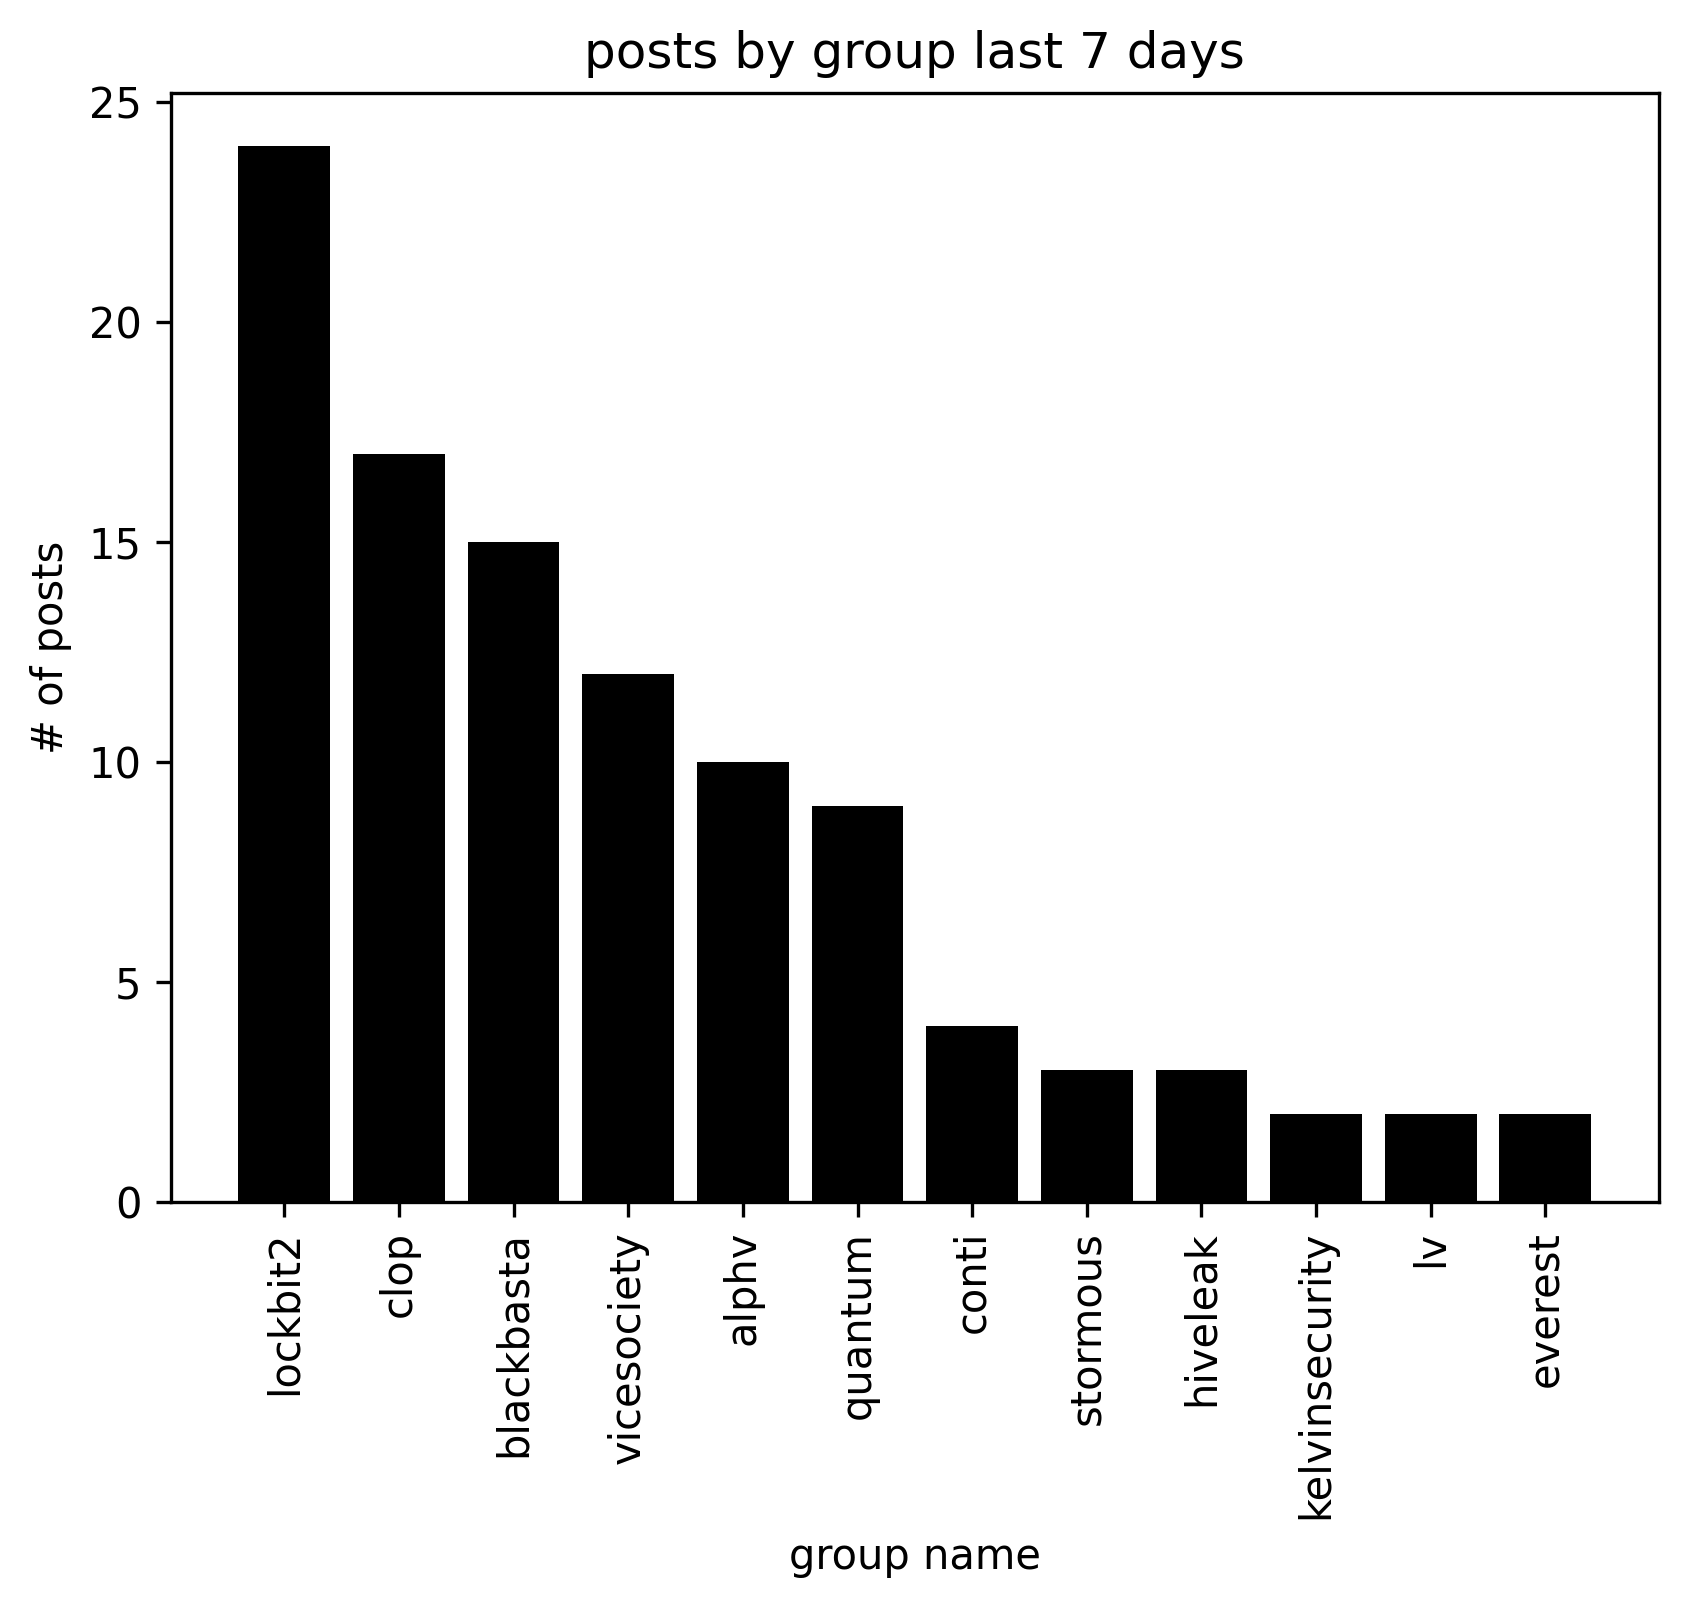 posts by group last 7 days
25
20
15
10
5
0
# of posts
lockbit2
clop
blackbasta
vicesociety
alphv
quantum
conti
stormous
hiveleak
kelvinsecurity
lv
everest
group name